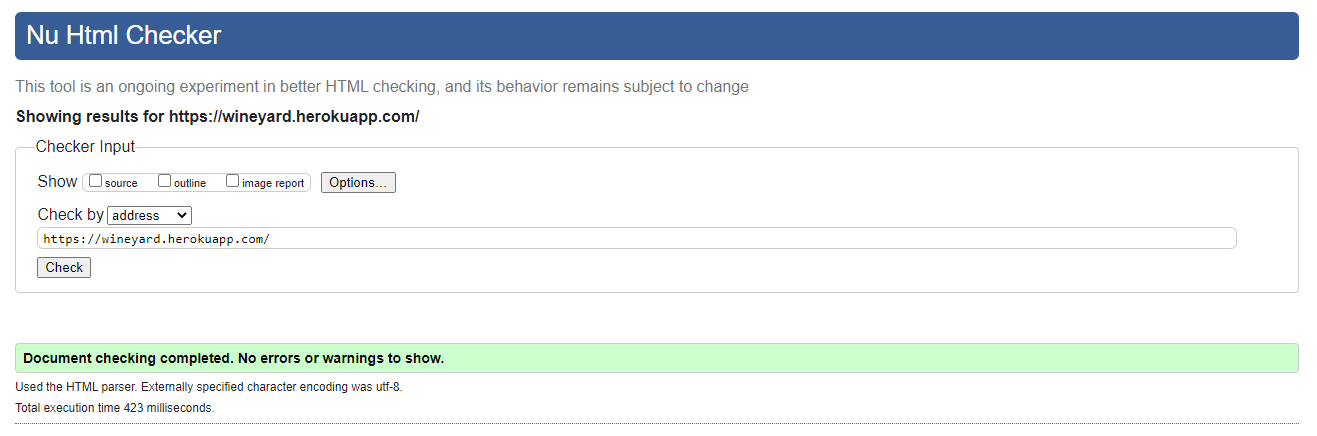 Nu Html Checker
This tool is an ongoing experiment in better HTML checking, and its behavior remains subject to change
Showing results for https://wineyard.herokuapp.com/
Checker Input
Show source outline image report Options...
Check by address
https://wineyard.herokuapp.com/
Check
Document checking completed. No errors or warnings to show.
Used the HTML parser. Externally specified character encoding was utf-8.
Total execution time 423 milliseconds.